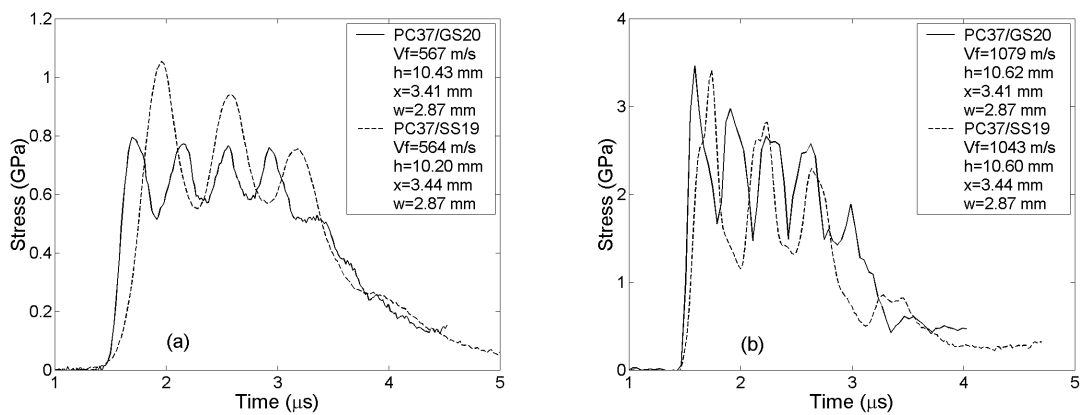 1.2
1
0.8
0.6
0.4
0.2
0
Stress (GPa)
1 2 3 4 5
Time (μs)
(a)
PC37/GS20
Vf=567 m/s
h=10.43 mm
x=3.41 mm
w=2.87 mm
PC37/SS19
Vf=564 m/s
h=10.20 mm
x=3.44 mm
w=2.87 mm
4
3
2
1
0
Stress (GPa)
1 2 3 4 5
Time (μs)
(b)
PC37/GS20
Vf=1079 m/s
h=10.62 mm
x=3.41 mm
w=2.87 mm
PC37/SS19
Vf=1043 m/s
h=10.60 mm
x=3.44 mm
w=2.87 mm